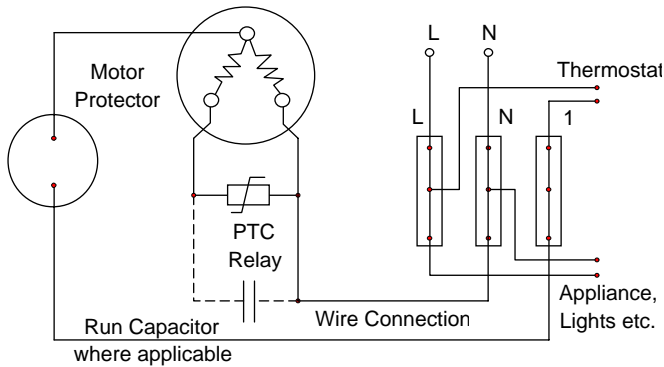 L N
Motor
Protector
Thermostat
L N 1
PTC
Relay
Appliance,
Lights etc.
Wire Connection
Run Capacitor
where applicable